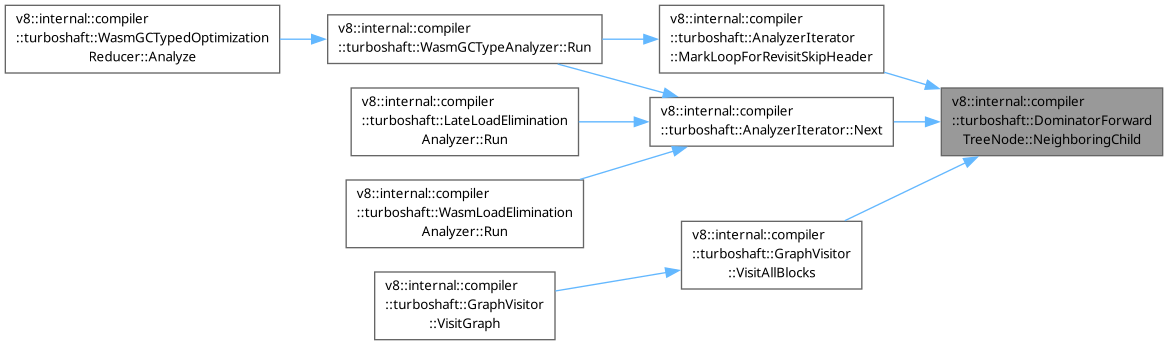 v8::internal::compiler
::turboshaft::WasmGCTypedOptimization
Reducer::Analyze
v8::internal::compiler
::turboshaft::WasmGCTypeAnalyzer::Run
v8::internal::compiler
::turboshaft::AnalyzerIterator
::MarkLoopForRevisitSkipHeader
v8::internal::compiler
::turboshaft::LateLoadElimination
Analyzer::Run
v8::internal::compiler
::turboshaft::AnalyzerIterator::Next
v8::internal::compiler
::turboshaft::DominatorForward
TreeNode::NeighboringChild
v8::internal::compiler
::turboshaft::WasmLoadElimination
Analyzer::Run
v8::internal::compiler
::turboshaft::GraphVisitor
::VisitAllBlocks
v8::internal::compiler
::turboshaft::GraphVisitor
::VisitGraph